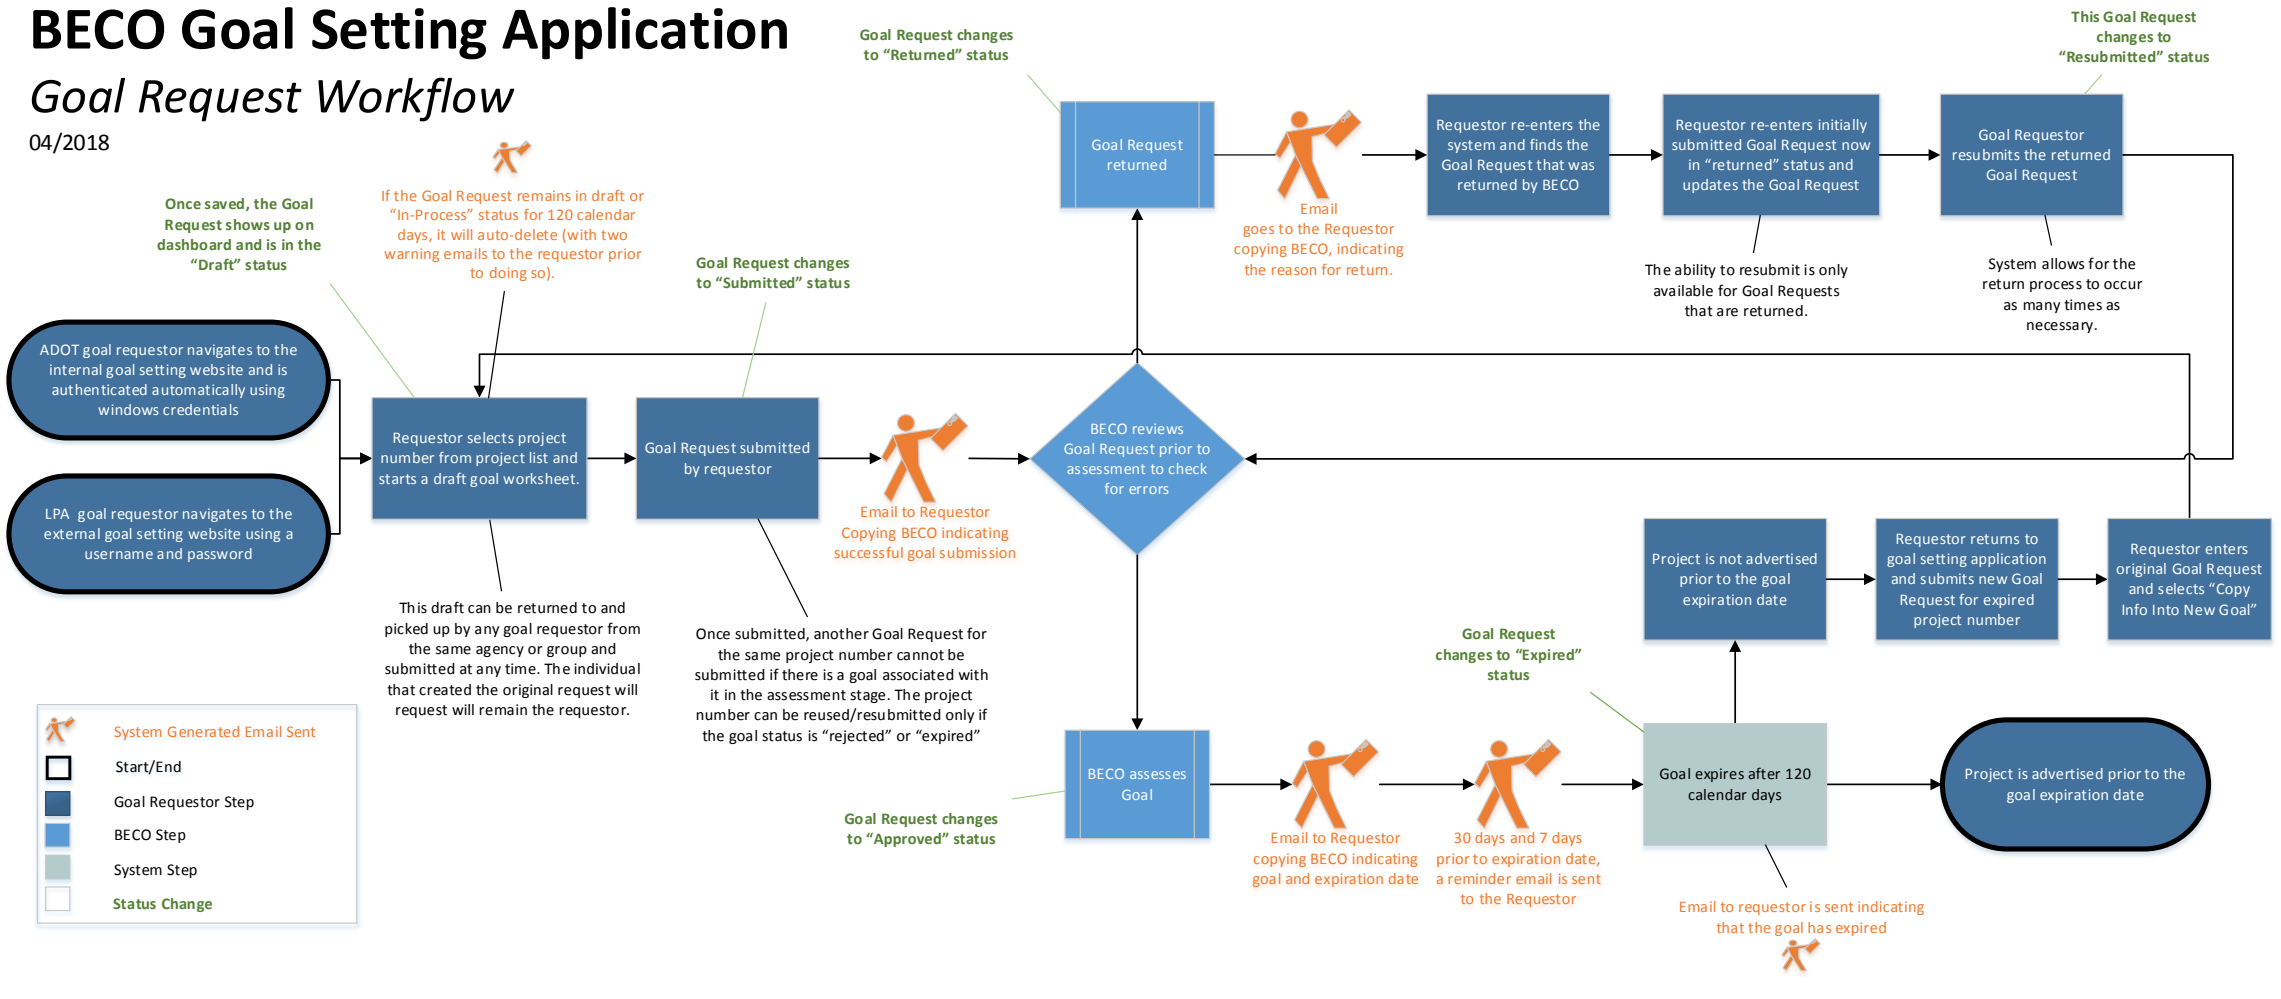 BECO Goal Setting Application
Goal Request Workflow
04/2018
Goal Request changes
to “Returned” status
This Goal Request
changes to
“Resubmitted” status
Once saved, the Goal
Request shows up on
dashboard and is in the
“Draft” status
If the Goal Request remains in draft or
“In-Process” status for 120 calendar
days, it will auto-delete (with two
warning emails to the requestor prior
to doing so).
Goal Request changes
to “Submitted” status
Goal Request
returned
Email
goes to the Requestor
copying BECO, indicating
the reason for return.
Requestor re-enters the
system and finds the
Goal Request that was
returned by BECO
Requestor re-enters initially
submitted Goal Request now
in “returned” status and
updates the Goal Request
Goal Requestor
resubmits the returned
Goal Request
The ability to resubmit is only
available for Goal Requests
that are returned.
System allows for the
return process to occur
as many times as
necessary.
ADOT goal requestor navigates to the
internal goal setting website and is
authenticated automatically using
windows credentials
LPA goal requestor navigates to the
external goal setting website using a
username and password
Requestor selects project
number from project list and
starts a draft goal worksheet.
Goal Request submitted
by requestor
Email to Requestor
Copying BECO indicating
successful goal submission
BECO reviews
Goal Request prior to
assessment to check
for errors
This draft can be returned to and
picked up by any goal requestor from
the same agency or group and
submitted at any time. The individual
that created the original request will
request will remain the requestor.
Once submitted, another Goal Request for
the same project number cannot be
submitted if there is a goal associated with
it in the assessment stage. The project
number can be reused/resubmitted only if
the goal status is “rejected” or “expired”
Project is not advertised
prior to the goal
expiration date
Requestor returns to
goal setting application
and submits new Goal
Request for expired
project number
Requestor enters
original Goal Request
and selects “Copy
Info Into New Goal”
Goal Request
changes to “Expired”
status
BECO assesses
Goal
Goal Request changes
to “Approved” status
Email to Requestor
copying BECO indicating
goal and expiration date
30 days and 7 days
prior to expiration date,
a reminder email is sent
to the Requestor
Goal expires after 120
calendar days
Project is advertised prior to the
goal expiration date
Email to requestor is sent indicating
that the goal has expired
System Generated Email Sent
Start/End
Goal Requestor Step
BECO Step
System Step
Status Change